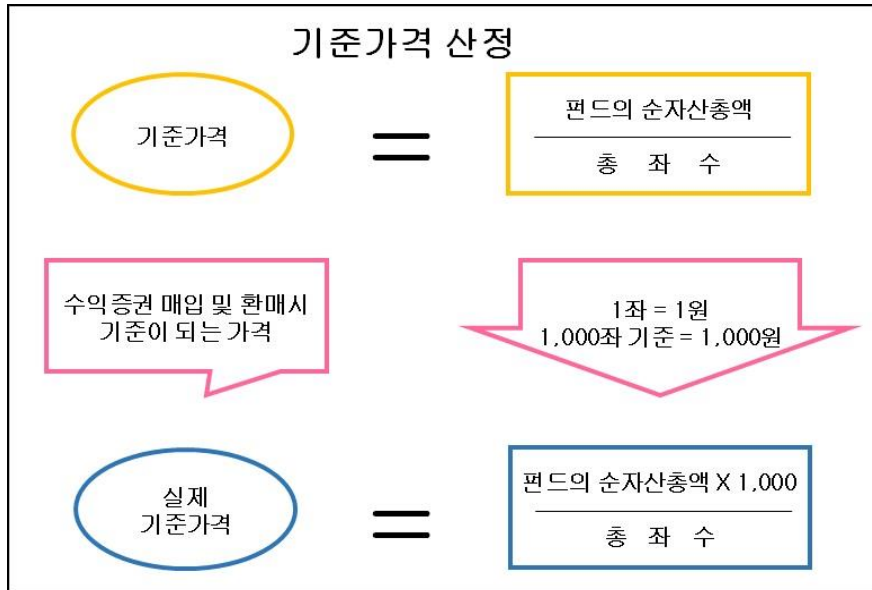 기준가격 산정
기준가격
=
펀드의 순자산총액
총 좌 수
수익증권 매입 및 환매시
기준이 되는 가격
1좌 = 1원
1,000좌 기준 = 1,000원
실제
기준가격
=
펀드의 순자산총액 X 1,000
총 좌 수